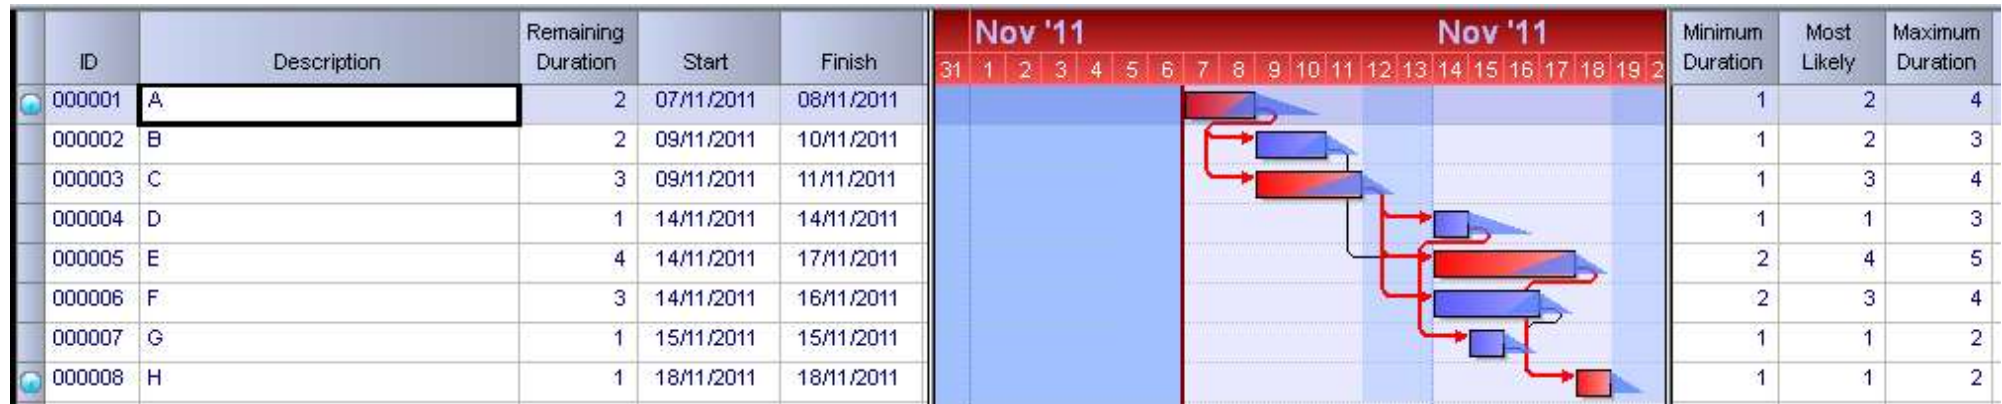 ID Description Remaining Duration Start Finish Nov '11 Nov '11 Minimum Duration Most Likely Maximum Duration
31 1 2 3 4 5 6 7 8 9 10 11 12 13 14 15 16 17 18 19 2
000001 A 2 07/11/2011 08/11/2011 1 2 4
000002 B 2 09/11/2011 10/11/2011 1 2 3
000003 C 3 09/11/2011 11/11/2011 1 3 4
000004 D 1 14/11/2011 14/11/2011 1 1 3
000005 E 4 14/11/2011 17/11/2011 2 4 5
000006 F 3 14/11/2011 16/11/2011 2 3 4
000007 G 1 15/11/2011 15/11/2011 1 1 2
000008 H 1 18/11/2011 18/11/2011 1 1 2